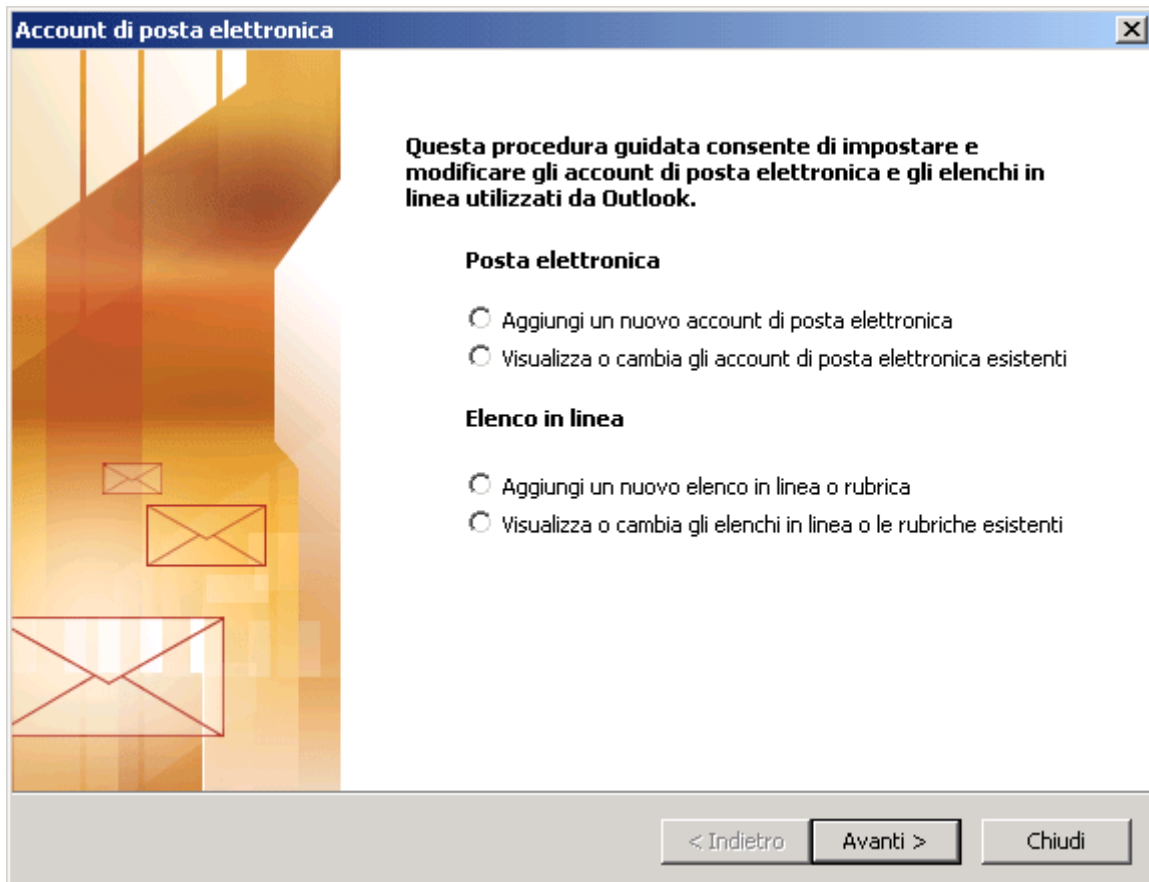 Account di posta elettronica
Questa procedura guidata consente di impostare e
modificare gli account di posta elettronica e gli elenchi in
linea utilizzati da Outlook.
Posta elettronica
Aggiungi un nuovo account di posta elettronica
Visualizza o cambia gli account di posta elettronica esistenti
Elenco in linea
Aggiungi un nuovo elenco in linea o rubrica
Visualizza o cambia gli elenchi in linea o le rubriche esistenti
< Indietro
Avanti >
Chiudi